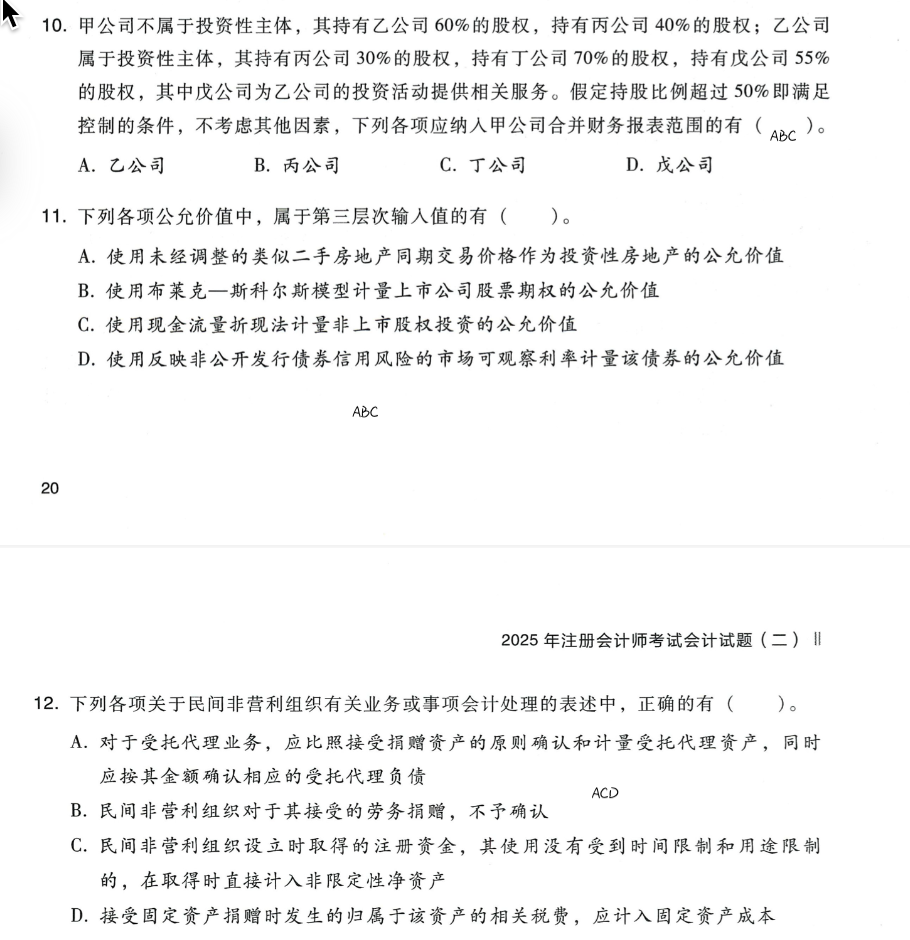 10. 甲公司不属于投资性主体，其持有乙公司 60%的股权，持有丙公司 40%的股权；乙公司
属于投资性主体，其持有丙公司 30%的股权，持有丁公司 70%的股权，持有戊公司 55%
的股权，其中戊公司为乙公司的投资活动提供相关服务。假定持股比例超过 50%即满足
控制的条件，不考虑其他因素，下列各项应纳入甲公司合并财务报表范围的有（ ABC ）。
A. 乙公司 B. 丙公司 C. 丁公司 D. 戊公司
11. 下列各项公允价值中，属于第三层次输入值的有（ ）。
A. 使用未经调整的类似二手房地产同期交易价格作为投资性房地产的公允价值
B. 使用布莱克—斯科尔斯模型计量上市公司股票期权的公允价值
C. 使用现金流量折现法计量非上市股权投资的公允价值
D. 使用反映非公开发行债券信用风险的市场可观察利率计量该债券的公允价值
ABC
20
2025 年注册会计师考试会计试题（二）
12. 下列各项关于民间非营利组织有关业务或事项会计处理的表述中，正确的有（ ）。
A. 对于受托代理业务，应比照接受捐赠资产的原则确认和计量受托代理资产，同时
应按其金额确认相应的受托代理负债
ACD
B. 民间非营利组织对于其接受的劳务捐赠，不予确认
C. 民间非营利组织设立时取得的注册资金，其使用没有受到时间限制和用途限制
的，在取得时直接计入非限定性净资产
D. 接受固定资产捐赠时发生的归属于该资产的相关税费，应计入固定资产成本